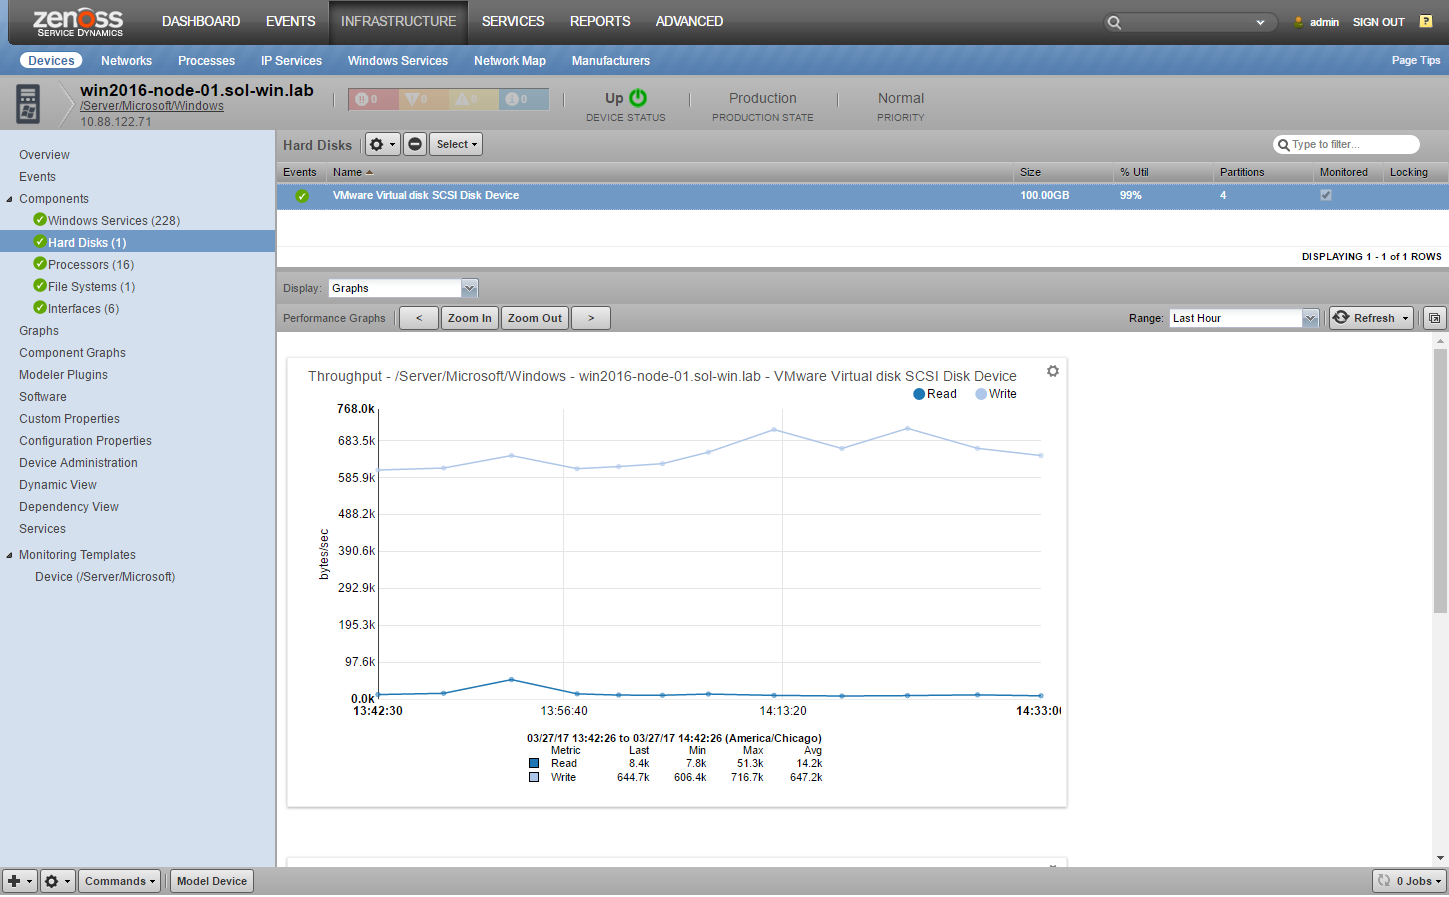 zenoss
SERVICE DYNAMICS
DASHBOARD EVENTS INFRASTRUCTURE SERVICES REPORTS ADVANCED
admin SIGN OUT ?
Devices Networks Processes IP Services Windows Services Network Map Manufacturers Page Tips
win2016-node-01.sol-win.lab
/Server/Microsoft/Windows
10.88.122.71
0 0 0 0
Up
DEVICE STATUS
Production
PRODUCTION STATE
Normal
PRIORITY
Overview
Events
Components
Windows Services (228)
Hard Disks (1)
Processors (16)
File Systems (1)
Interfaces (6)
Graphs
Component Graphs
Modeler Plugins
Software
Custom Properties
Configuration Properties
Device Administration
Dynamic View
Dependency View
Services
Monitoring Templates
Device (/Server/Microsoft)
Hard Disks Select Type to filter...
Events Name Size % Util Partitions Monitored Locking
VMware Virtual disk SCSI Disk Device 100.00GB 99% 4
DISPLAYING 1 - 1 of 1 ROWS
Display: Graphs
Performance Graphs < Zoom In Zoom Out > Range: Last Hour Refresh
Throughput - /Server/Microsoft/Windows - win2016-node-01.sol-win.lab - VMware Virtual disk SCSI Disk Device
Read Write
768.0k
683.5k
585.9k
488.2k
390.6k
292.9k
195.3k
97.6k
0.0k
bytes/sec
13:42:30 13:56:40 14:13:20 14:33:00
03/27/17 13:42:26 to 03/27/17 14:42:26 (America/Chicago)
Metric Last Min Max Avg
Read 8.4k 7.8k 51.3k 14.2k
Write 644.7k 606.4k 716.7k 647.2k
Commands Model Device 0 Jobs